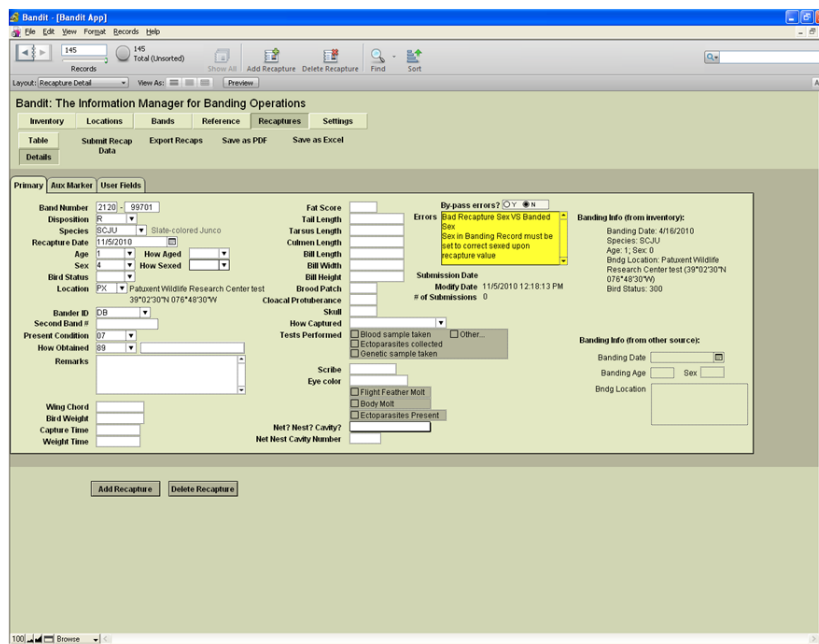 Bandit - [Bandit App]
File Edit View Format Records Help
145
145
Total (Unsorted)
Records
Show All Add Recapture Delete Recapture Find Sort
Layout: Recapture Detail View As: Preview
Bandit: The Information Manager for Banding Operations
Inventory Locations Bands Reference Recaptures Settings
Table Submit Recap Data Export Recaps Save as PDF Save as Excel
Details
Primary Aux Marker User Fields
Band Number 2120 - 99701
Disposition R
Species SCJU Slate-colored Junco
Recapture Date 11/5/2010
Age 1 How Aged
Sex 4 How Sexed
Bird Status
Location PX Patuxent Wildlife Research Center test
39°02'30"N 076°48'30"W
Bander ID DB
Second Band #
Present Condition 07
How Obtained 89
Remarks
Wing Chord
Bird Weight
Capture Time
Weight Time
Fat Score
Tail Length
Tarsus Length
Culmen Length
Bill Length
Bill Width
Bill Height
Brood Patch
Cloacal Protuberance
Skull
How Captured
Tests Performed Blood sample taken Other...
Ectoparasites collected
Genetic sample taken
Scribe
Eye color
Flight Feather Molt
Body Molt
Ectoparasites Present
Net? Nest? Cavity?
Net Nest Cavity Number
By-pass errors? Y N
Errors Bad Recapture Sex VS Banded
Sex
Sex in Banding Record must be
set to correct sexed upon
recapture value
Submission Date
Modify Date 11/5/2010 12:18:13 PM
# of Submissions 0
Banding Info (from inventory):
Banding Date: 4/16/2010
Species: SCJU
Age: 1; Sex: 0
Bndg Location: Patuxent Wildlife
Research Center test (39°02'30"N
076°48'30"W)
Bird Status: 300
Banding Info (from other source):
Banding Date
Banding Age Sex
Bndg Location
Add Recapture Delete Recapture
100 Browse